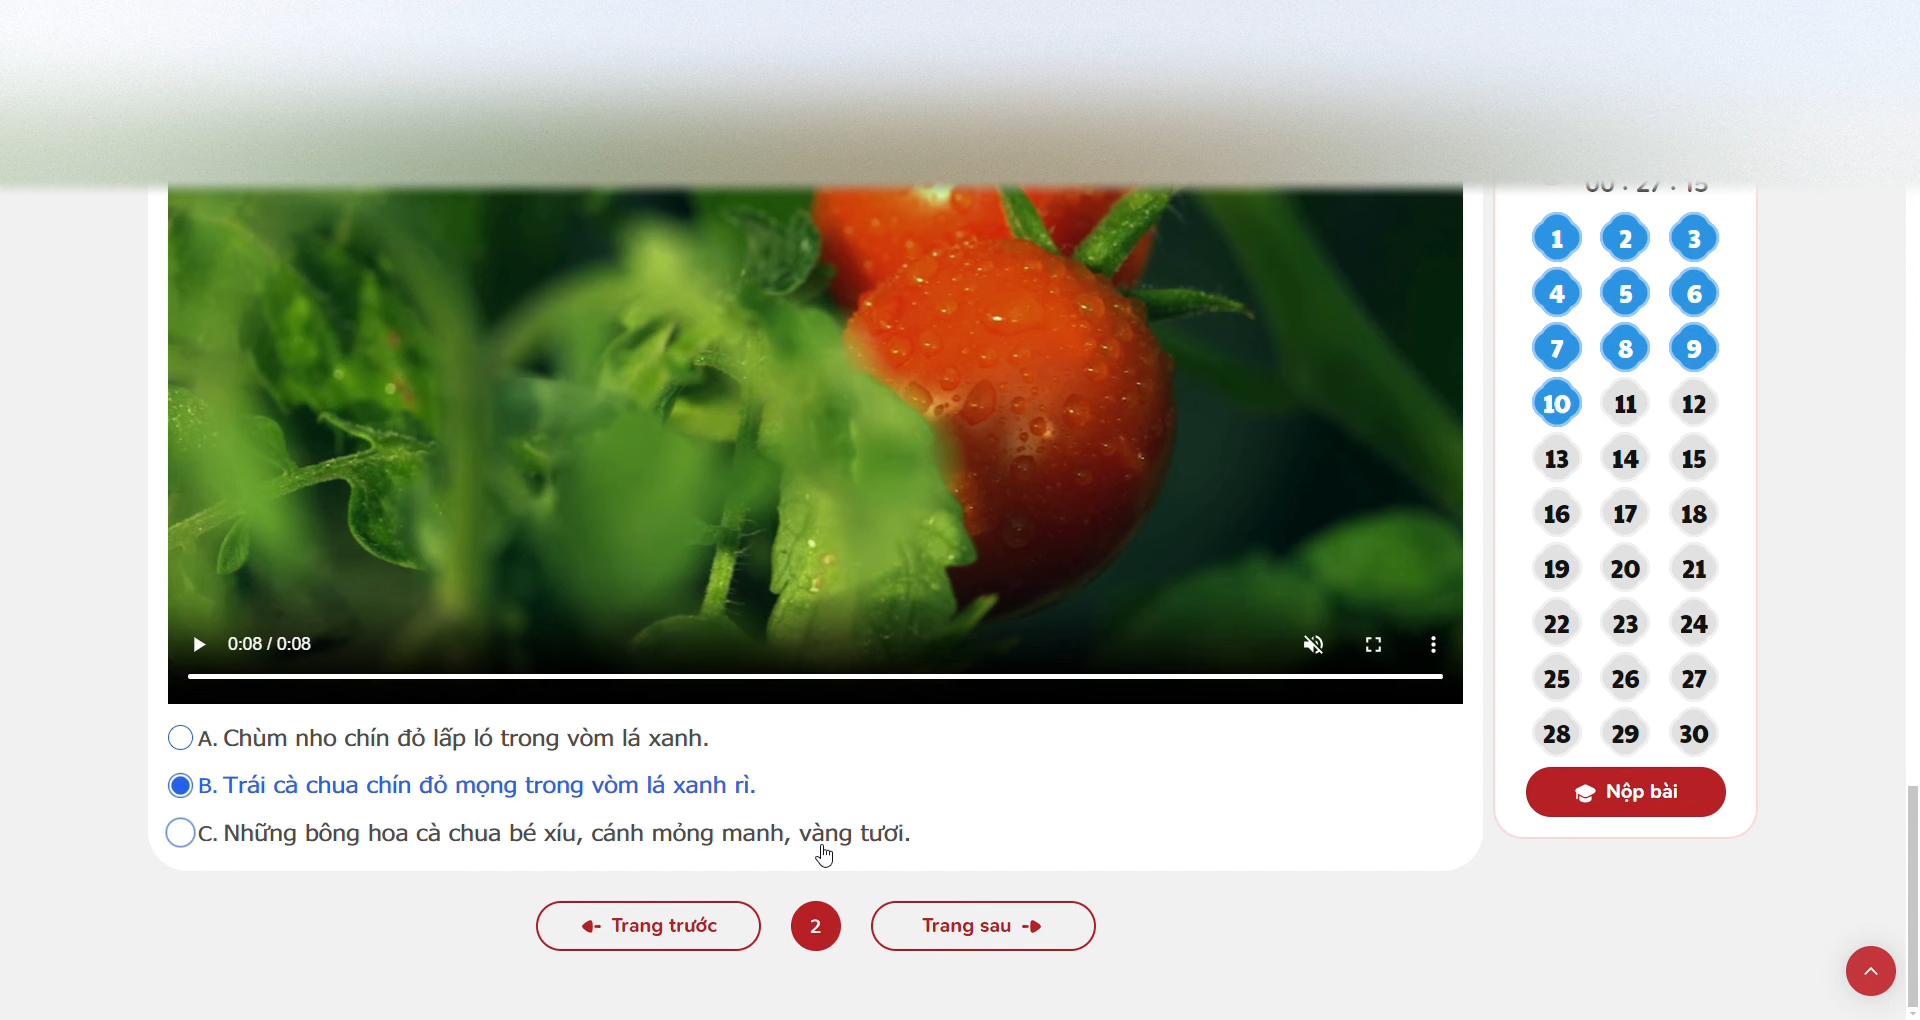 00 : 27 : 15
1 2 3
4 5 6
7 8 9
10 11 12
13 14 15
16 17 18
19 20 21
22 23 24
25 26 27
28 29 30
Nộp bài
0:08 / 0:08
A. Chùm nho chín đỏ lấp ló trong vòm lá xanh.
B. Trái cà chua chín đỏ mọng trong vòm lá xanh rì.
C. Những bông hoa cà chua bé xíu, cánh mỏng manh, vàng tươi.
Trang trước
2
Trang sau